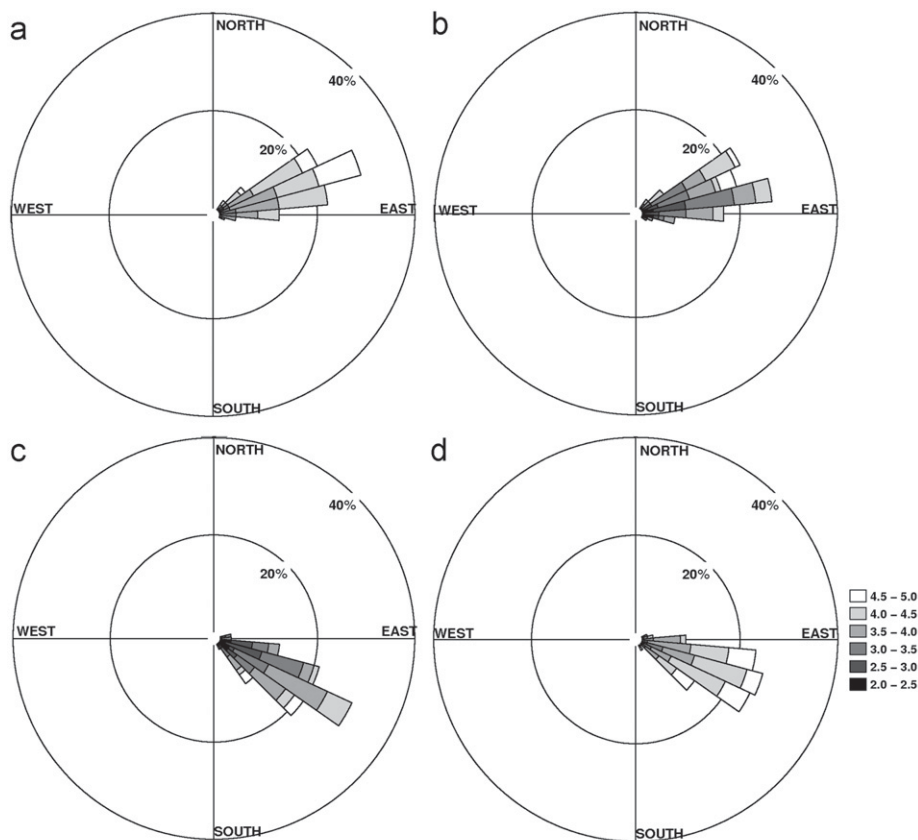 a
NORTH
40%
20%
WEST
EAST
SOUTH
b
NORTH
40%
20%
WEST
EAST
SOUTH
c
NORTH
40%
20%
WEST
EAST
SOUTH
d
NORTH
40%
20%
WEST
EAST
SOUTH
4.5 – 5.0
4.0 – 4.5
3.5 – 4.0
3.0 – 3.5
2.5 – 3.0
2.0 – 2.5